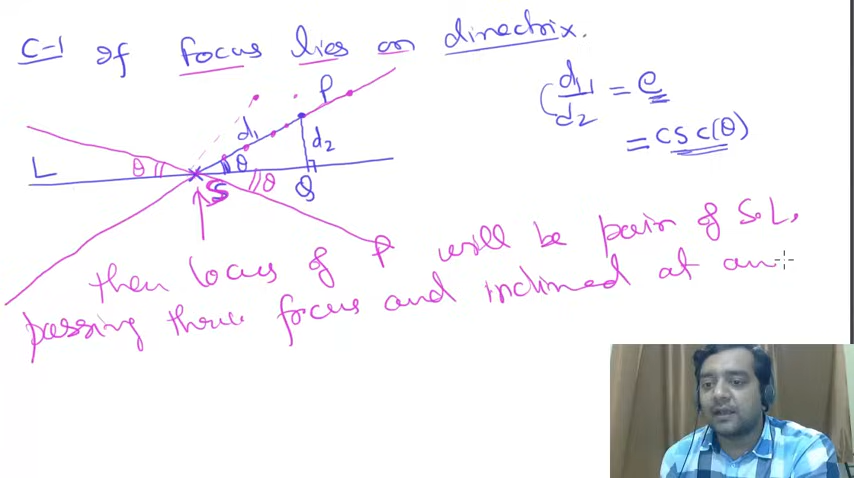 C-1 If focus lies on directrix.
P
d1/d2 = e
= csc(θ)
d1
d2
L
θ
θ
S
θ
Q
then locus of P will be pair of S.L.
passing three focus and inclined at an